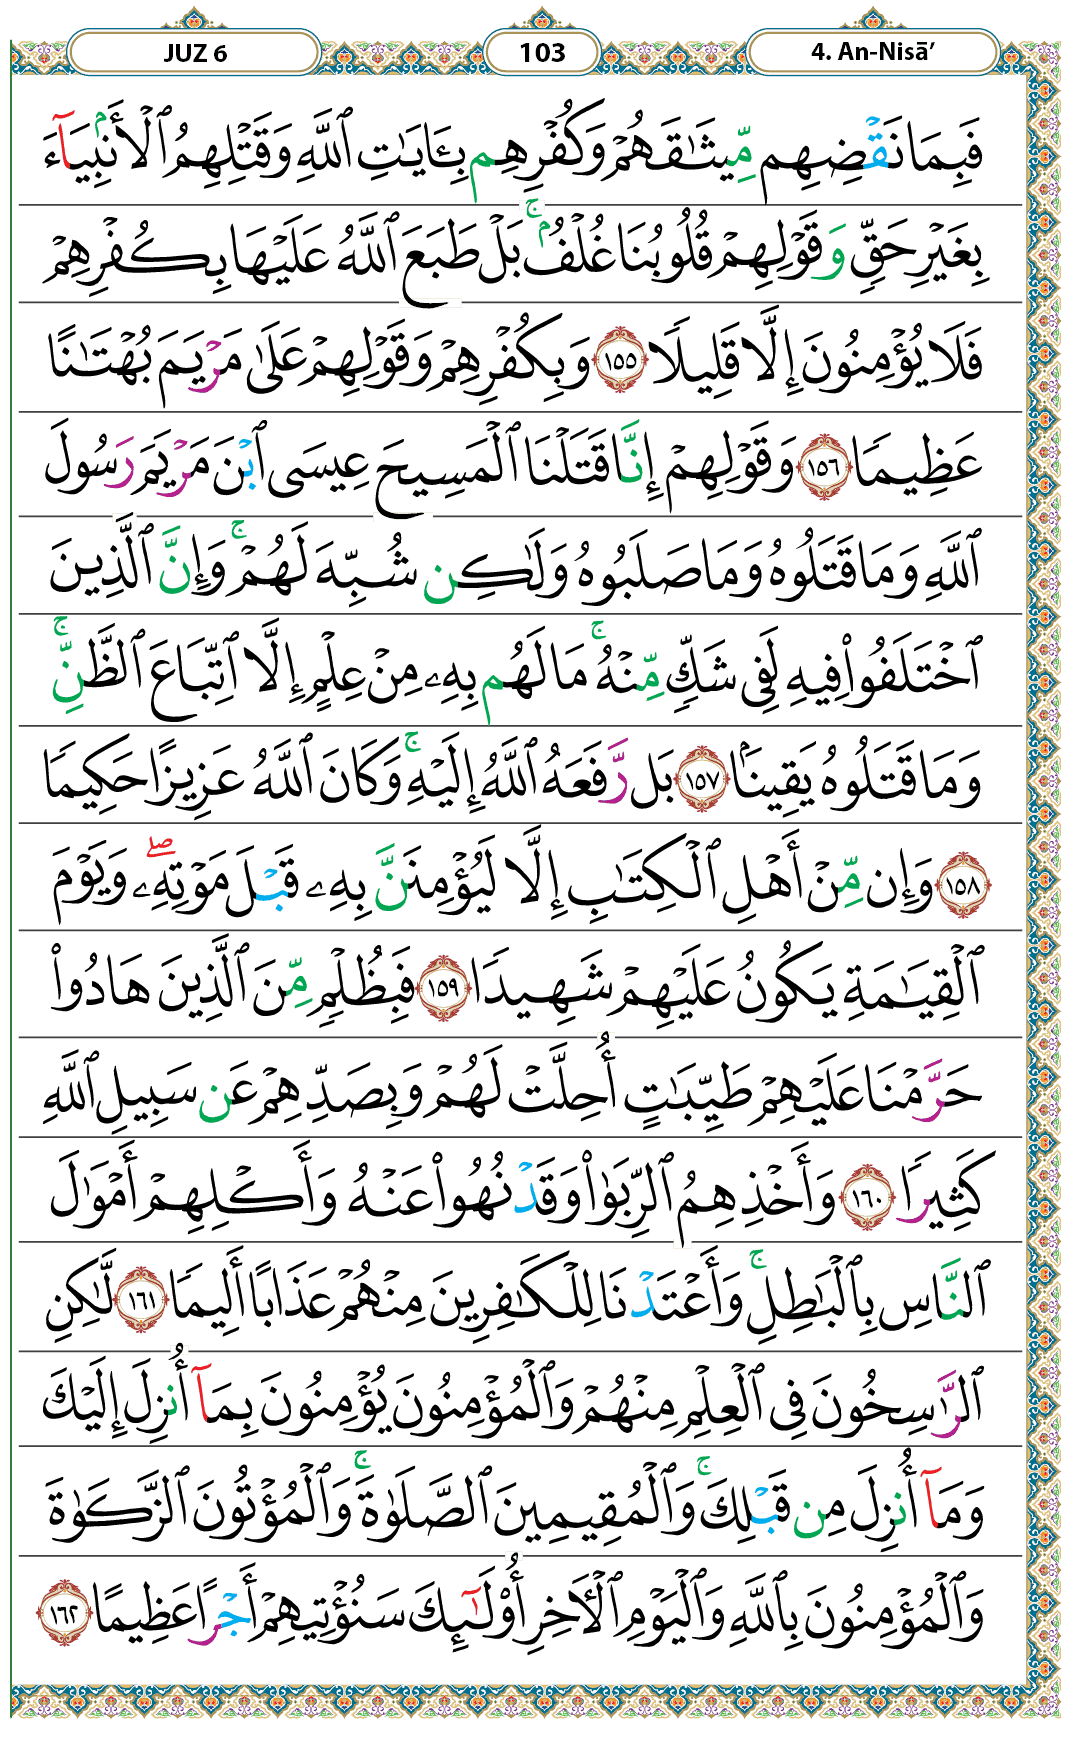 JUZ 6 103 4. An-Nisā’
فَبِمَا نَقۡضِهِم مِّيثَٰقَهُمۡ وَكُفۡرِهِم بِـَٔايَٰتِ ٱللَّهِ وَقَتۡلِهِمُ ٱلۡأَنۢبِيَآءَ
بِغَيۡرِ حَقّٖ وَقَوۡلِهِمۡ قُلُوبُنَا غُلۡفُۢۚ بَلۡ طَبَعَ ٱللَّهُ عَلَيۡهَا بِكُفۡرِهِمۡ
فَلَا يُؤۡمِنُونَ إِلَّا قَلِيلٗا ١٥٥ وَبِكُفۡرِهِمۡ وَقَوۡلِهِمۡ عَلَىٰ مَرۡيَمَ بُهۡتَٰنًا
عَظِيمٗا ١٥٦ وَقَوۡلِهِمۡ إِنَّا قَتَلۡنَا ٱلۡمَسِيحَ عِيسَى ٱبۡنَ مَرۡيَمَ رَسُولَ
ٱللَّهِ وَمَا قَتَلُوهُ وَمَا صَلَبُوهُ وَلَٰكِن شُبِّهَ لَهُمۡۚ وَإِنَّ ٱلَّذِينَ
ٱخۡتَلَفُواْ فِيهِ لَفِي شَكّٖ مِّنۡهُۚ مَا لَهُم بِهِۦ مِنۡ عِلۡمٍ إِلَّا ٱتِّبَاعَ ٱلظَّنِّۚ
وَمَا قَتَلُوهُ يَقِينَۢا ١٥٧ بَل رَّفَعَهُ ٱللَّهُ إِلَيۡهِۚ وَكَانَ ٱللَّهُ عَزِيزًا حَكِيمٗا
١٥٨ وَإِن مِّنۡ أَهۡلِ ٱلۡكِتَٰبِ إِلَّا لَيُؤۡمِنَنَّ بِهِۦ قَبۡلَ مَوۡتِهِۦۖ وَيَوۡمَ
ٱلۡقِيَٰمَةِ يَكُونُ عَلَيۡهِمۡ شَهِيدٗا ١٥٩ فَبِظُلۡمٖ مِّنَ ٱلَّذِينَ هَادُواْ
حَرَّمۡنَا عَلَيۡهِمۡ طَيِّبَٰتٍ أُحِلَّتۡ لَهُمۡ وَبِصَدِّهِمۡ عَن سَبِيلِ ٱللَّهِ
كَثِيرٗا ١٦٠ وَأَخۡذِهِمُ ٱلرِّبَوٰاْ وَقَدۡ نُهُواْ عَنۡهُ وَأَكۡلِهِمۡ أَمۡوَٰلَ
ٱلنَّاسِ بِٱلۡبَٰطِلِۚ وَأَعۡتَدۡنَا لِلۡكَٰفِرِينَ مِنۡهُمۡ عَذَابًا أَلِيمٗا ١٦١ لَّٰكِنِ
ٱلرَّٰسِخُونَ فِي ٱلۡعِلۡمِ مِنۡهُمۡ وَٱلۡمُؤۡمِنُونَ يُؤۡمِنُونَ بِمَآ أُنزِلَ إِلَيۡكَ
وَمَآ أُنزِلَ مِن قَبۡلِكَۚ وَٱلۡمُقِيمِينَ ٱلصَّلَوٰةَۚ وَٱلۡمُؤۡتُونَ ٱلزَّكَوٰةَ
وَٱلۡمُؤۡمِنُونَ بِٱللَّهِ وَٱلۡيَوۡمِ ٱلۡأٓخِرِ أُوْلَٰٓئِكَ سَنُؤۡتِيهِمۡ أَجۡرًا عَظِيمًا ١٦٢